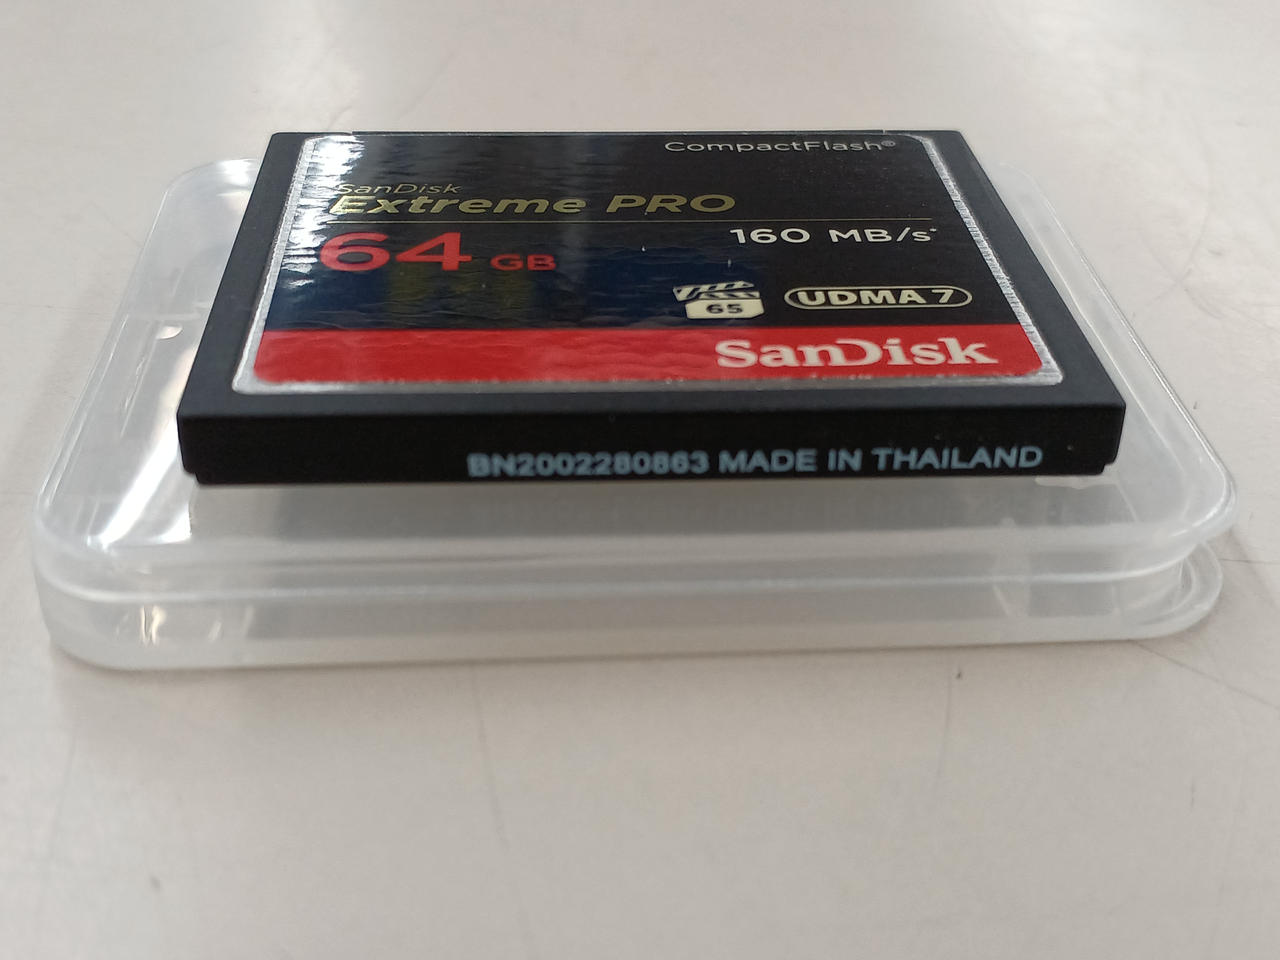 CompactFlash®
SanDisk
Extreme PRO
160 MB/s*
64 GB
65
UDMA 7
SanDisk
BN2002280863 MADE IN THAILAND